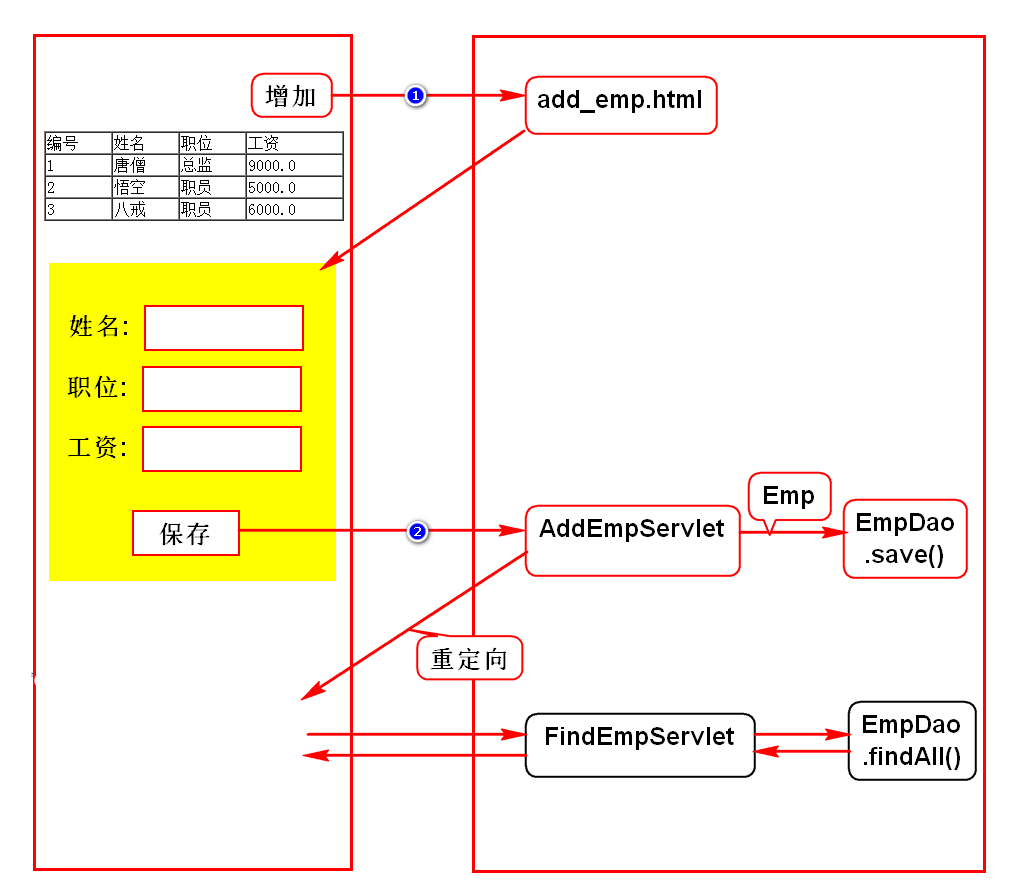 增加
1
add_emp.html
编号 姓名 职位 工资
1 唐僧 总监 9000.0
2 悟空 职员 5000.0
3 八戒 职员 6000.0
姓名:
职位:
工资:
保存
2
AddEmpServlet
Emp
EmpDao
.save()
重定向
FindEmpServlet
EmpDao
.findAll()